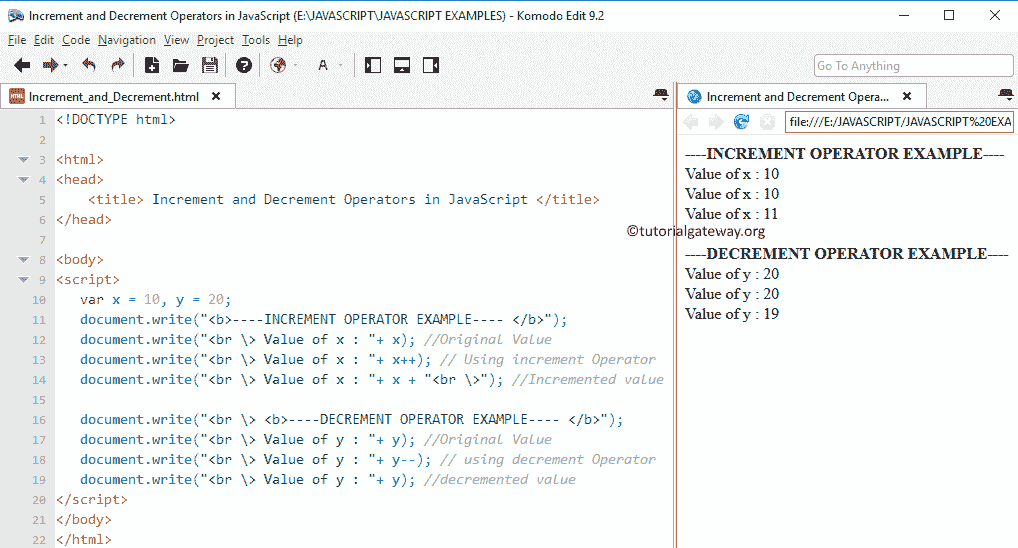 Increment and Decrement Operators in JavaScript (E:\JAVASCRIPT\JAVASCRIPT EXAMPLES) - Komodo Edit 9.2
File Edit Code Navigation View Project Tools Help
A
Go To Anything
Increment_and_Decrement.html
1 <!DOCTYPE html>
2
3 <html>
4 <head>
5     <title> Increment and Decrement Operators in JavaScript </title>
6 </head>
7
8 <body>
9 <script>
10    var x = 10, y = 20;
11    document.write("<b>----INCREMENT OPERATOR EXAMPLE---- </b>");
12    document.write("<br \> Value of x : "+ x); //Original Value
13    document.write("<br \> Value of x : "+ x++); // Using increment Operator
14    document.write("<br \> Value of x : "+ x + "<br \>"); //Incremented value
15
16    document.write("<br \> <b>----DECREMENT OPERATOR EXAMPLE---- </b>");
17    document.write("<br \> Value of y : "+ y); //Original Value
18    document.write("<br \> Value of y : "+ y--); // using decrement Operator
19    document.write("<br \> Value of y : "+ y); //decremented value
20 </script>
21 </body>
22 </html>
Increment and Decrement Opera...
file:///E:/JAVASCRIPT/JAVASCRIPT%20EXA
----INCREMENT OPERATOR EXAMPLE----
Value of x : 10
Value of x : 10
Value of x : 11
©tutorialgateway.org
----DECREMENT OPERATOR EXAMPLE----
Value of y : 20
Value of y : 20
Value of y : 19